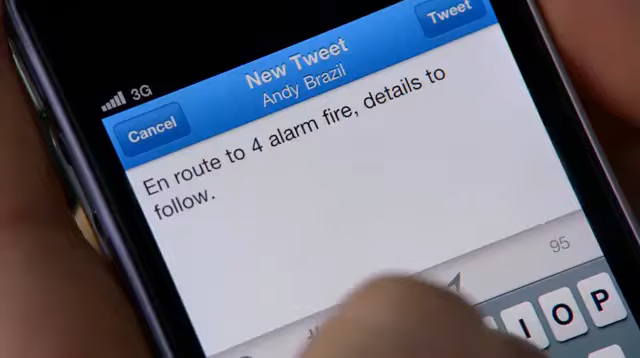 3G
New Tweet
Andy Brazil
Tweet
Cancel
En route to 4 alarm fire, details to
follow.
95
I O P